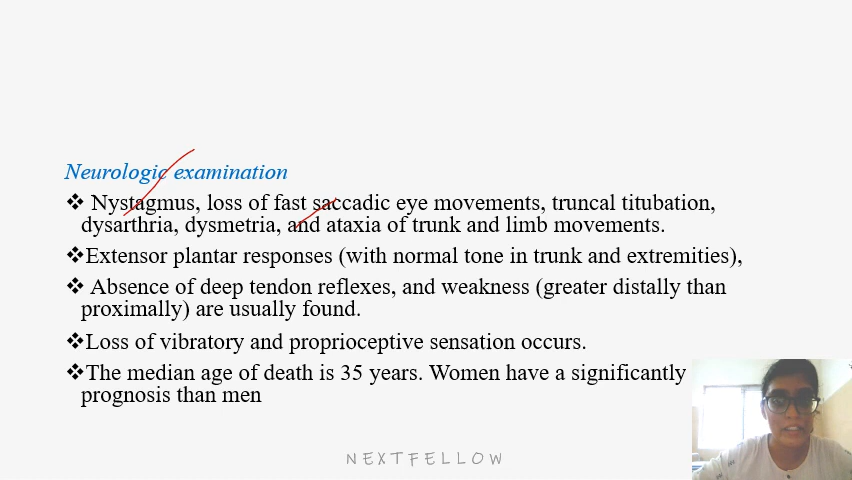 Neurologic examination
❖ Nystagmus, loss of fast saccadic eye movements, truncal titubation,
dysarthria, dysmetria, and ataxia of trunk and limb movements.
❖Extensor plantar responses (with normal tone in trunk and extremities),
❖ Absence of deep tendon reflexes, and weakness (greater distally than
proximally) are usually found.
❖Loss of vibratory and proprioceptive sensation occurs.
❖The median age of death is 35 years. Women have a significantly
prognosis than men
NEXTFELLOW